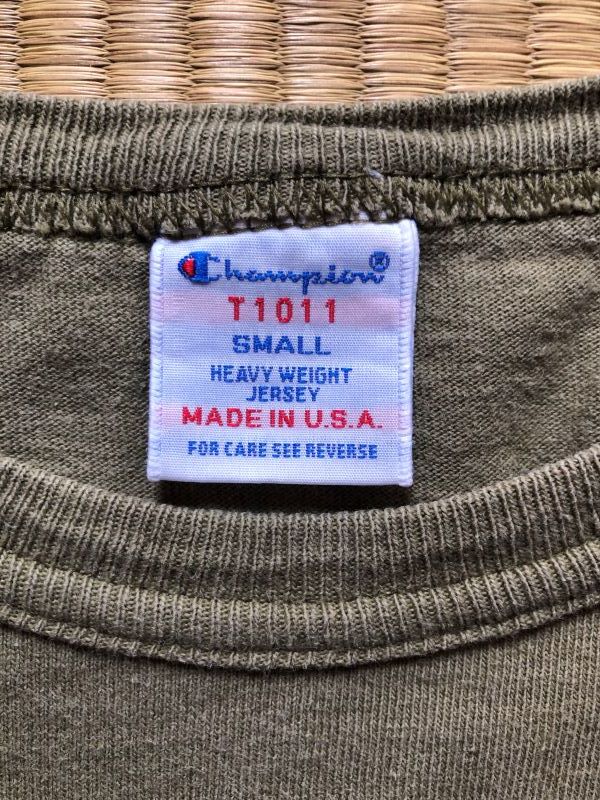 Champion®
T1011
SMALL
HEAVY WEIGHT
JERSEY
MADE IN U.S.A.
FOR CARE SEE REVERSE